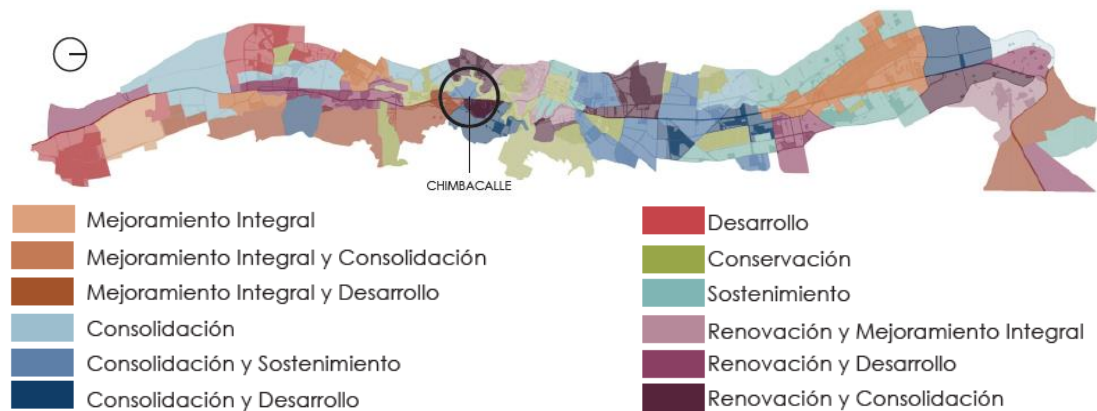 CHIMBACALLE
Mejoramiento Integral
Mejoramiento Integral y Consolidación
Mejoramiento Integral y Desarrollo
Consolidación
Consolidación y Sostenimiento
Consolidación y Desarrollo
Desarrollo
Conservación
Sostenimiento
Renovación y Mejoramiento Integral
Renovación y Desarrollo
Renovación y Consolidación